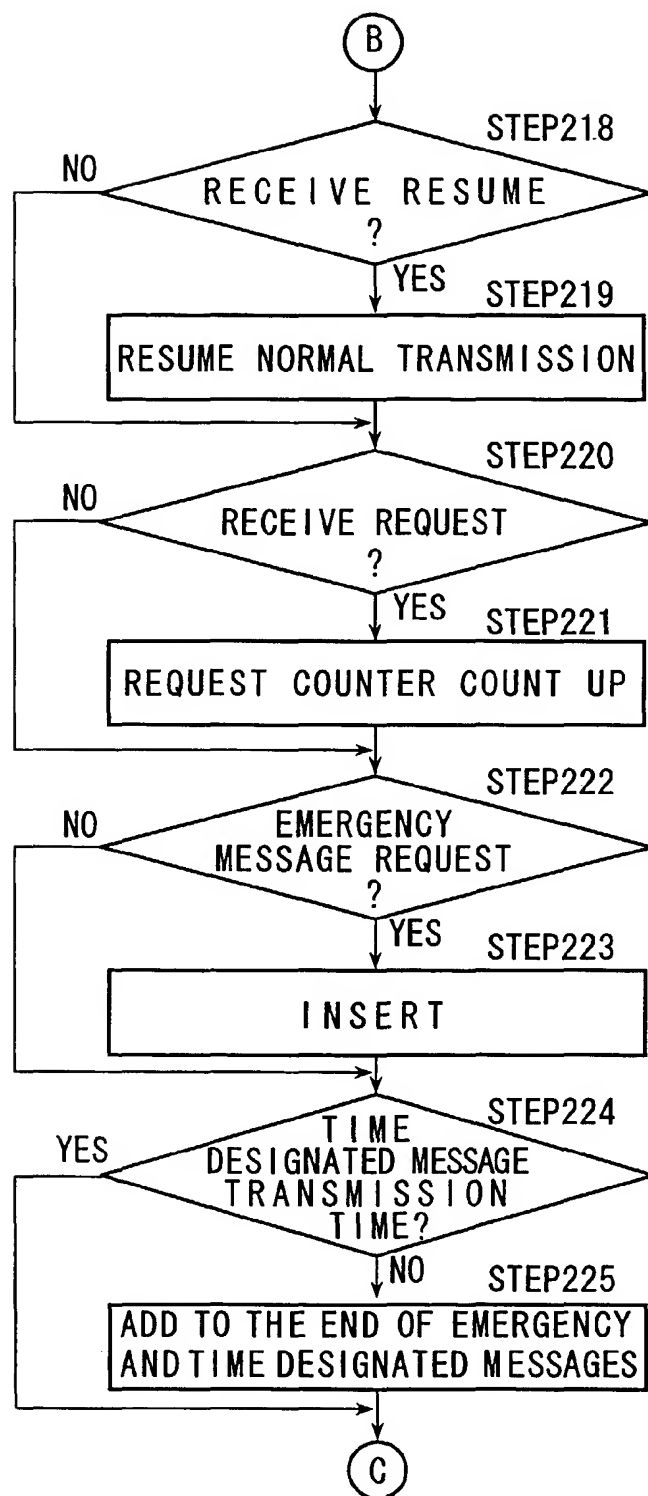 B
STEP218
NO
RECEIVE RESUME
?
YES
STEP219
RESUME NORMAL TRANSMISSION
STEP220
NO
RECEIVE REQUEST
?
YES
STEP221
REQUEST COUNTER COUNT UP
STEP222
NO
EMERGENCY
MESSAGE REQUEST
?
YES
STEP223
INSERT
STEP224
YES
TIME
DESIGNATED MESSAGE
TRANSMISSION
TIME?
NO
STEP225
ADD TO THE END OF EMERGENCY
AND TIME DESIGNATED MESSAGES
C